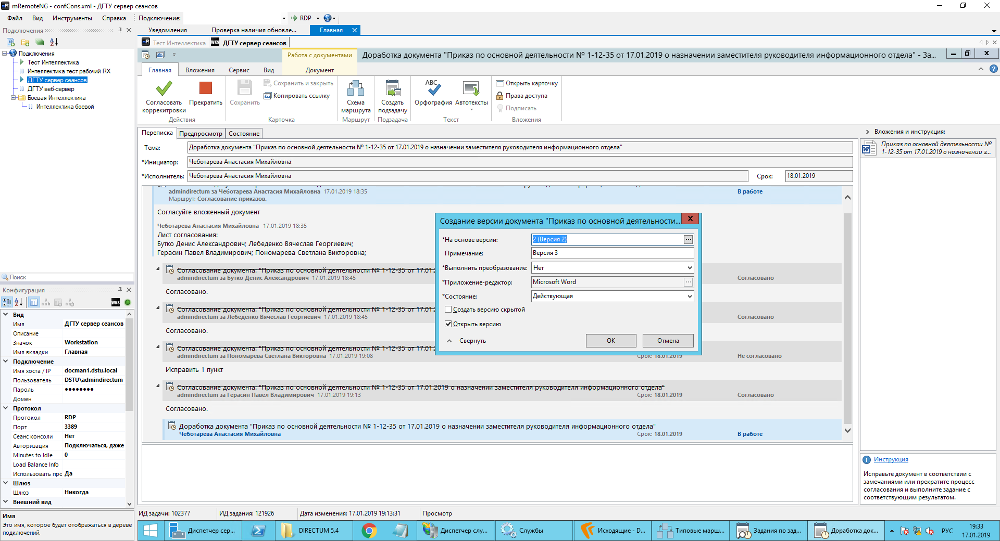 mRemoteNG - confCons.xml - ДГТУ сервер сеансов
Файл Вид Инструменты Справка Подключение: RDP
Подключения
Уведомления Проверка наличия обновле... Главная
Тест Интеллектика ДГТУ сервер сеансов
Подключения
Тест Интеллектика
Интеллектика тест рабочий RX
ДГТУ сервер сеансов
ДГТУ веб-сервер
Боевая Интеллектика
Интеллектика боевой
Поиск
Работа с документами
Доработка документа "Приказ по основной деятельности № 1-12-35 от 17.01.2019 о назначении заместителя руководителя информационного отдела" - За...
Главная Вложения Сервис Вид Документ
Согласовать корректировки
Прекратить
Действия
Сохранить
Сохранить и закрыть
Копировать ссылку
Карточка
Схема маршрута
Маршрут
Создать подзадачу
Подзадача
ABC
Орфография
Автотексты
Текст
Открыть карточку
Права доступа
Подписать
Вложения
Переписка Предпросмотр Состояние
Тема: Доработка документа "Приказ по основной деятельности № 1-12-35 от 17.01.2019 о назначении заместителя руководителя информационного отдела"
*Инициатор: Чеботарева Анастасия Михайловна
*Исполнитель: Чеботарева Анастасия Михайловна Срок: 18.01.2019
admindirectum за Чеботарева Анастасия Михайловна 17.01.2019 18:35 В работе
Маршрут: Согласование приказов.
Согласуйте вложенный документ
Чеботарева Анастасия Михайловна 17.01.2019 18:35
Лист согласования:
Бутко Денис Александрович; Лебеденко Вячеслав Георгиевич;
Герасин Павел Владимирович; Пономарева Светлана Викторовна;
Согласование документа: "Приказ по основной деятельности № 1-12-35 от 17.01.2
admindirectum за Бутко Денис Александрович 17.01.2019 18:45 Согласовано
Согласовано.
Согласование документа: "Приказ по основной деятельности № 1-12-35 от 17.01.2
admindirectum за Лебеденко Вячеслав Георгиевич 17.01.2019 18:45 Согласовано
Согласовано.
Согласование документа: "Приказ по основной деятельности № 1-12-35 от 17.01.2
admindirectum за Пономарева Светлана Викторовна 17.01.2019 19:08 Срок: 18.01.2019 Не согласовано
Исправить 1 пункт
Согласование документа: "Приказ по основной деятельности № 1-12-35 от 17.01.2019 о назначении заместителя руководителя информационного отдела"
admindirectum за Герасин Павел Владимирович 17.01.2019 19:13 Срок: 18.01.2019 Согласовано
Согласовано.
Доработка документа "Приказ по основной деятельности № 1-12-35 от 17.01.2019 о назначении заместителя руководителя информационного отдела"
Чеботарева Анастасия Михайловна Срок: 18.01.2019 В работе
Создание версии документа "Приказ по основной деятельности...
*На основе версии: 2 (Версия 2)
Примечание: Версия 3
*Выполнить преобразование: Нет
*Приложение-редактор: Microsoft Word
*Состояние: Действующая
Создать версию скрытой
Открыть версию
Свернуть ОК Отмена
Вложения и инструкция:
Приказ по основной деятельности №
1-12-35 от 17.01.2019 о назначении з...
Инструкция
Исправьте документ в соответствии с
замечаниями или прекратите процесс
согласования и выполните задание с
соответствующим результатом.
Конфигурация
WKS
Вид
Имя ДГТУ сервер сеансов
Описание
Значок Workstation
Имя вкладки Главная
Подключение
Имя хоста / IP docman1.dstu.local
Пользователь DSTU\admindirectum
Пароль ●●●●●●●●
Домен
Протокол
Протокол RDP
Порт 3389
Сеанс консоли Нет
Авторизация Подключаться, даже
Minutes to Idle 0
Load Balance Info
Использовать прс Да
Шлюз
Шлюз Никогда
Внешний вид
Имя
Это имя, которое будет отображаться в дереве
подключений.
ИД задачи: 102377 ИД задания: 121926 Дата изменения: 17.01.2019 19:13:31 Просмотр
Диспетчер сер... DIRECTUM 5.4 Диспетчер слу... Службы Исходящие - D... Типовые марш... Задания по зад... Доработка док... РУС 19:33
17.01.2019